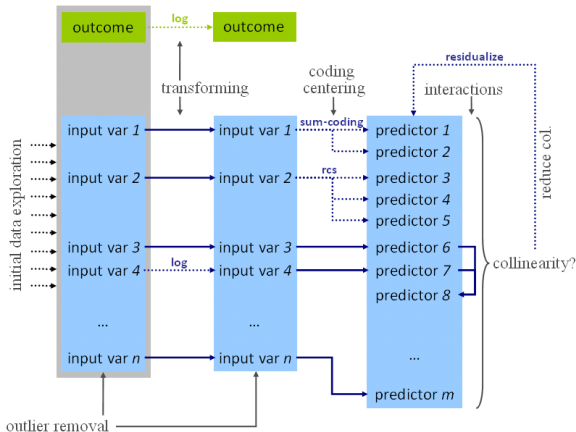 outcome
log
outcome
transforming
coding
centering
residualize
interactions
input var 1
input var 1
sum-coding
predictor 1
predictor 2
input var 2
input var 2
rcs
predictor 3
predictor 4
predictor 5
input var 3
input var 3
predictor 6
input var 4
log
input var 4
predictor 7
predictor 8
...
...
...
input var n
input var n
predictor m
initial data exploration
reduce col.
collinearity?
outlier removal